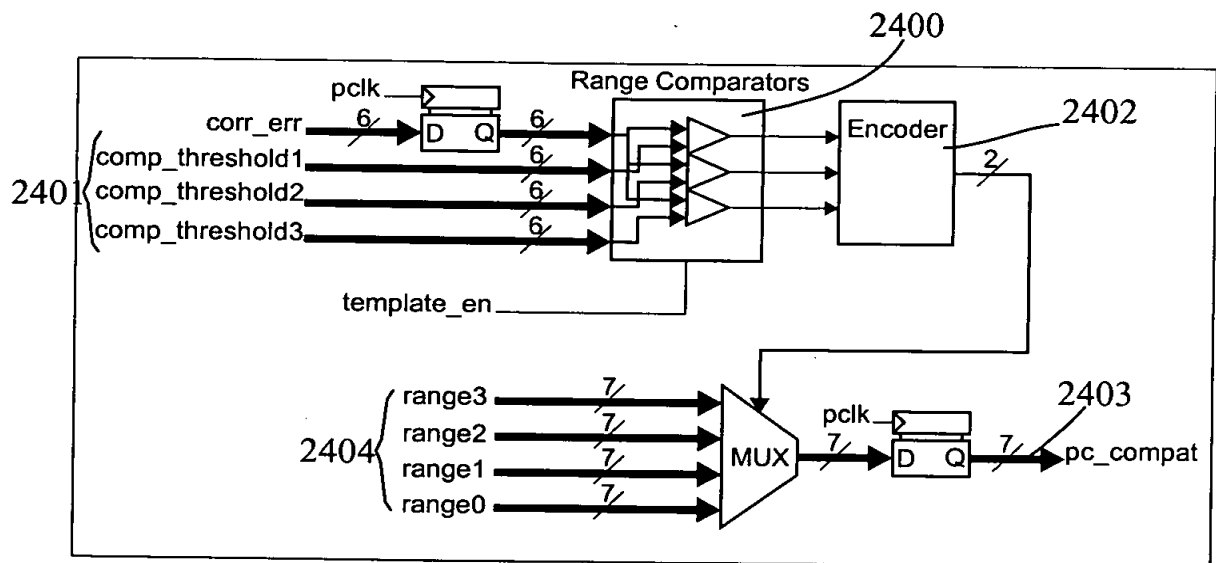 2400
Range Comparators
pclk
corr_err
6
D Q
6
Encoder
2402
comp_threshold1
6
2
2401
comp_threshold2
6
comp_threshold3
6
template_en
range3
7
2404
range2
7
pclk
2403
range1
7
MUX
7
D Q
7
pc_compat
range0
7